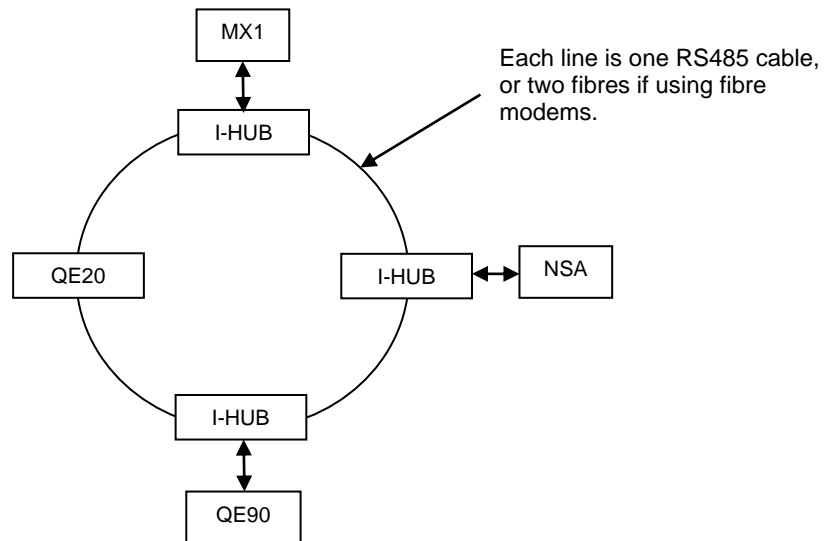 MX1
Each line is one RS485 cable,
or two fibres if using fibre
modems.
I-HUB
QE20
I-HUB
NSA
I-HUB
QE90